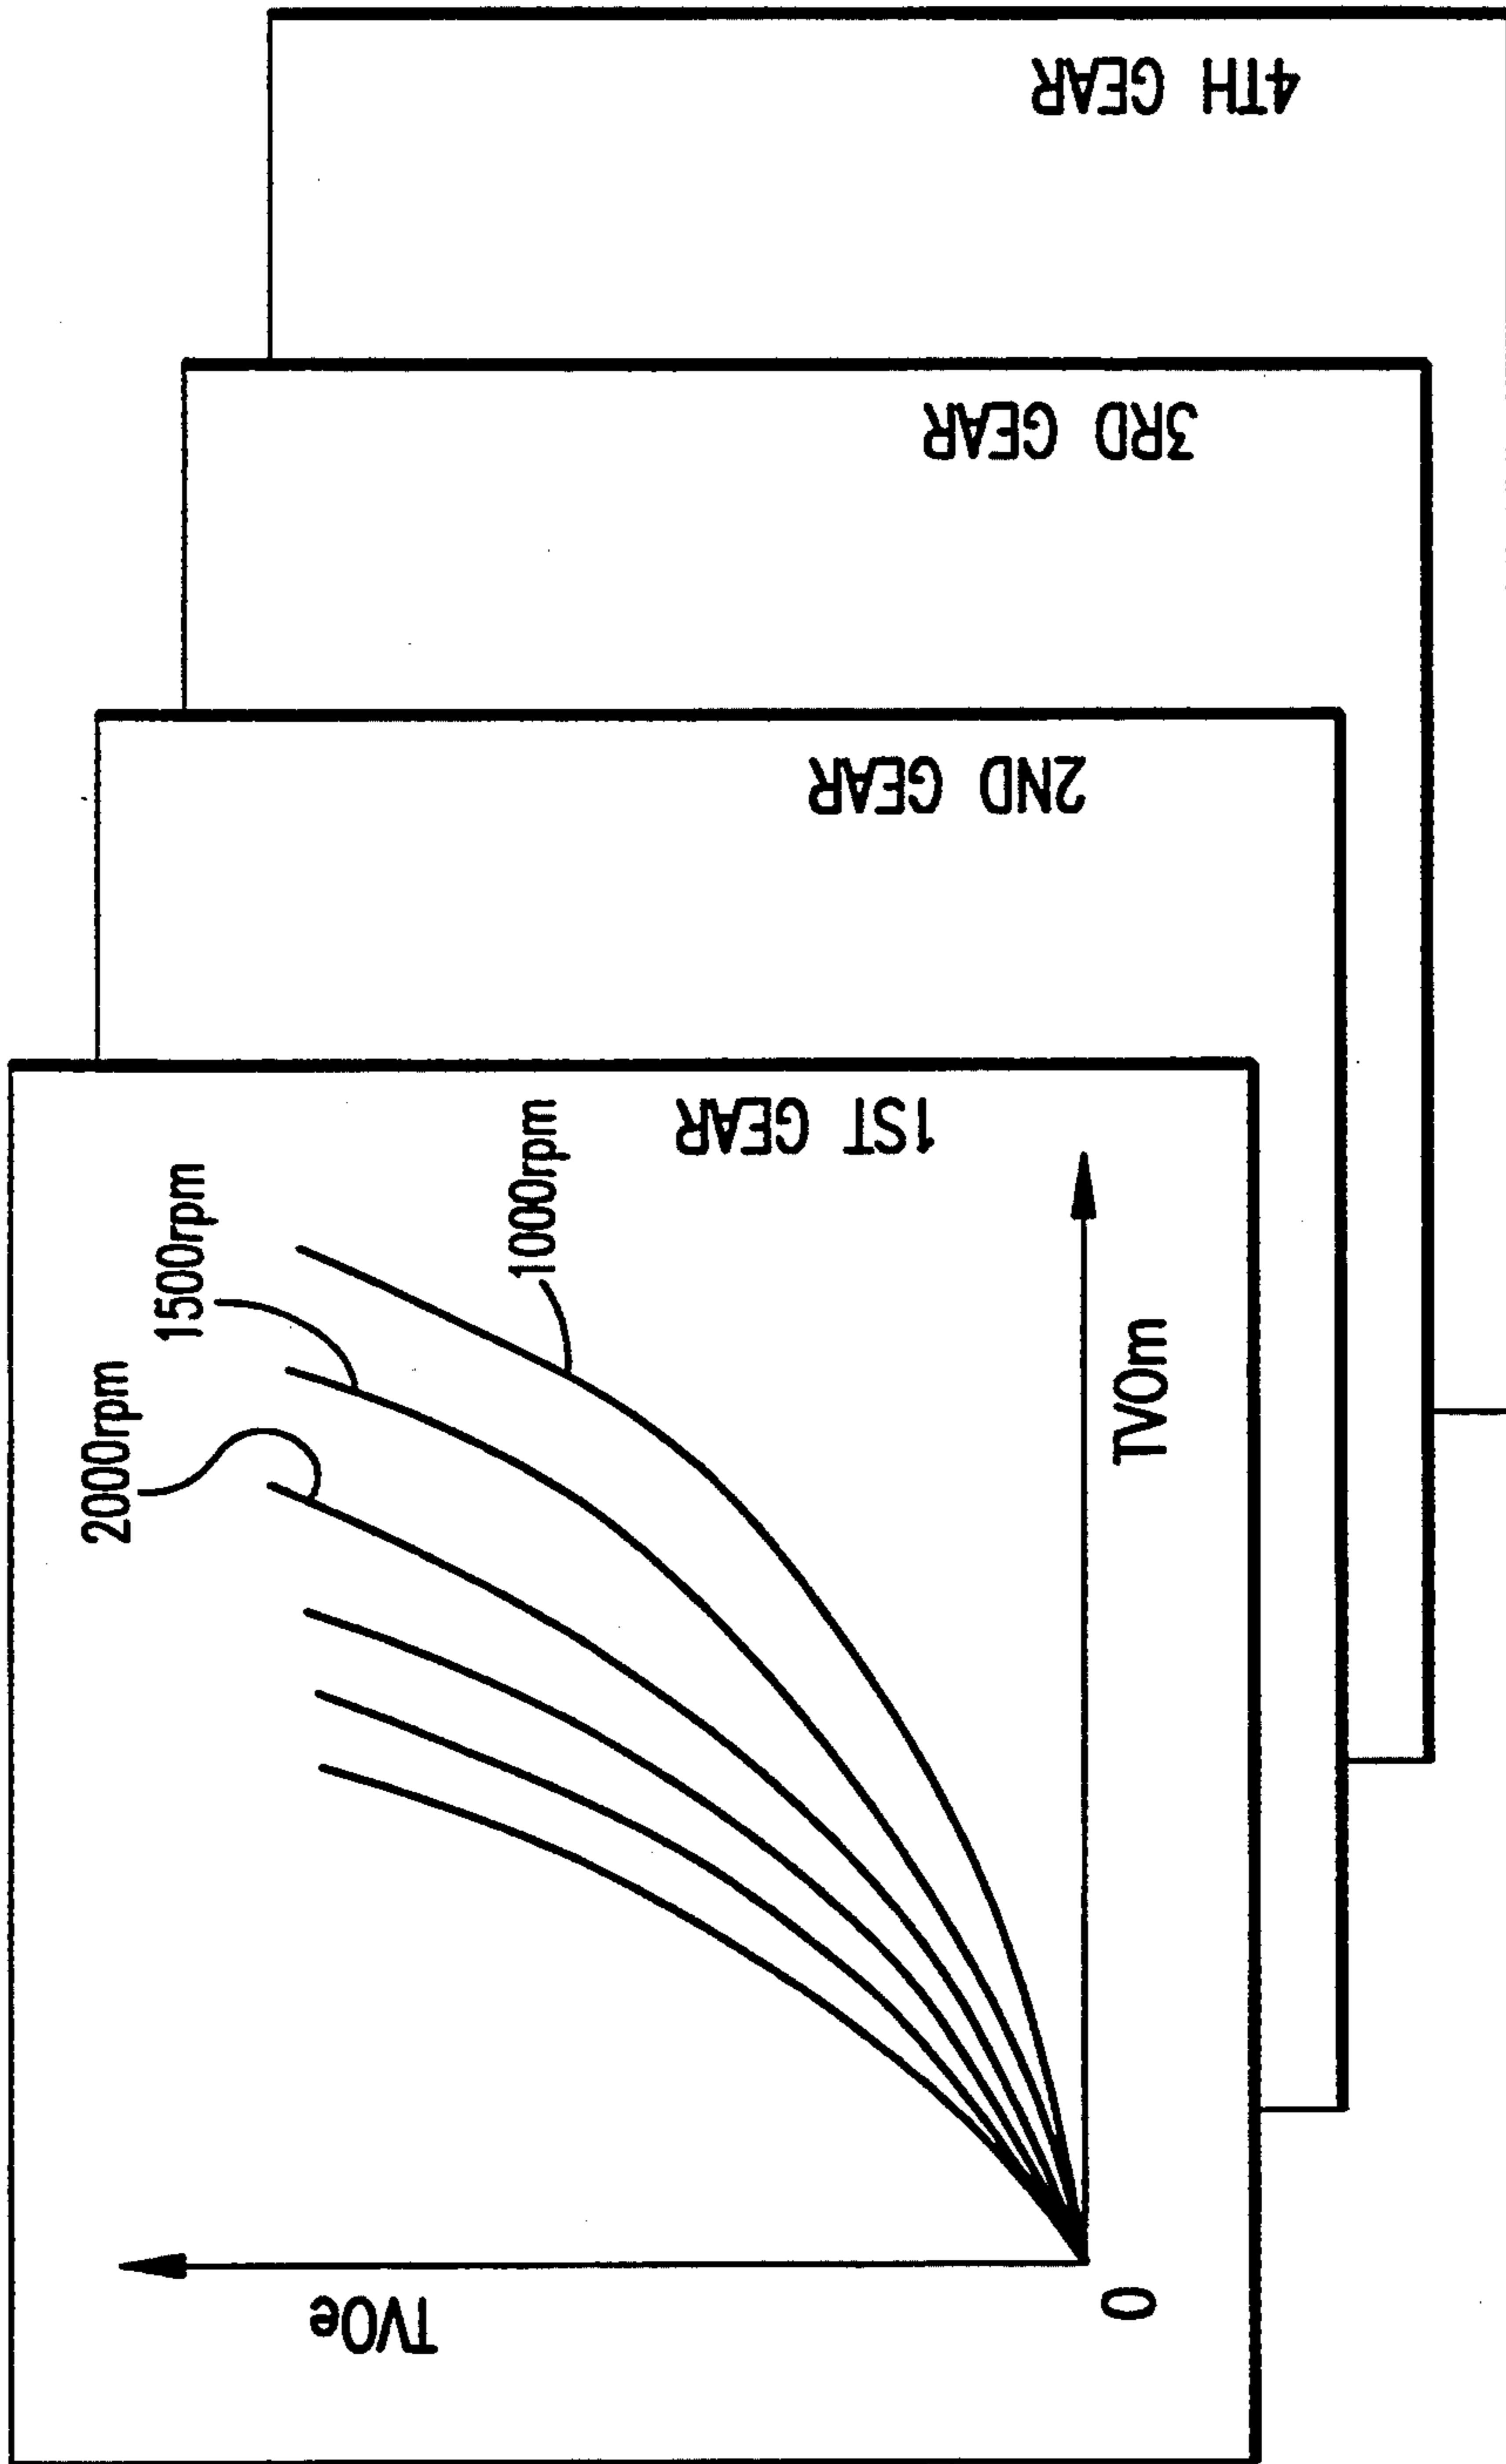 4TH GEAR
3RD GEAR
2ND GEAR
1ST GEAR
1000rpm
1500rpm
2000rpm
TVOm
TVOe
0